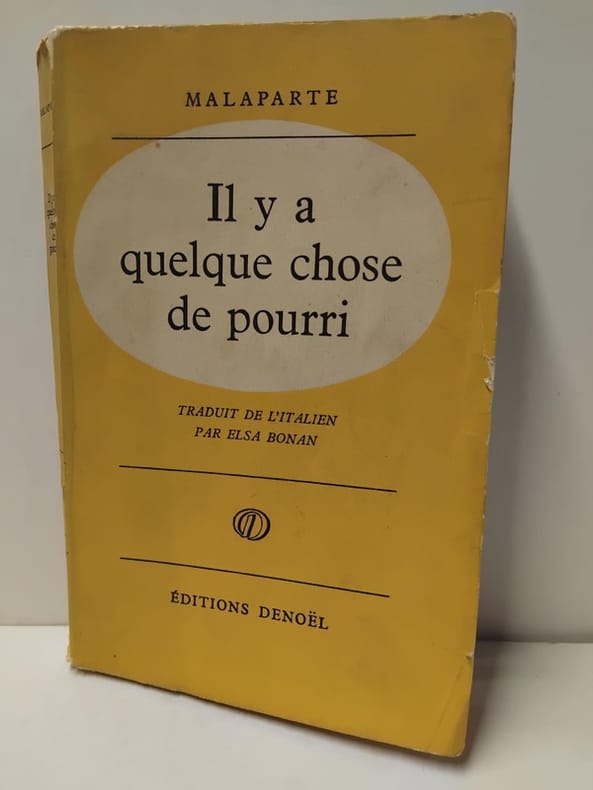 MALAPARTE
Il y a
quelque chose
de pourri
TRADUIT DE L'ITALIEN
PAR ELSA BONAN
ÉDITIONS DENOËL